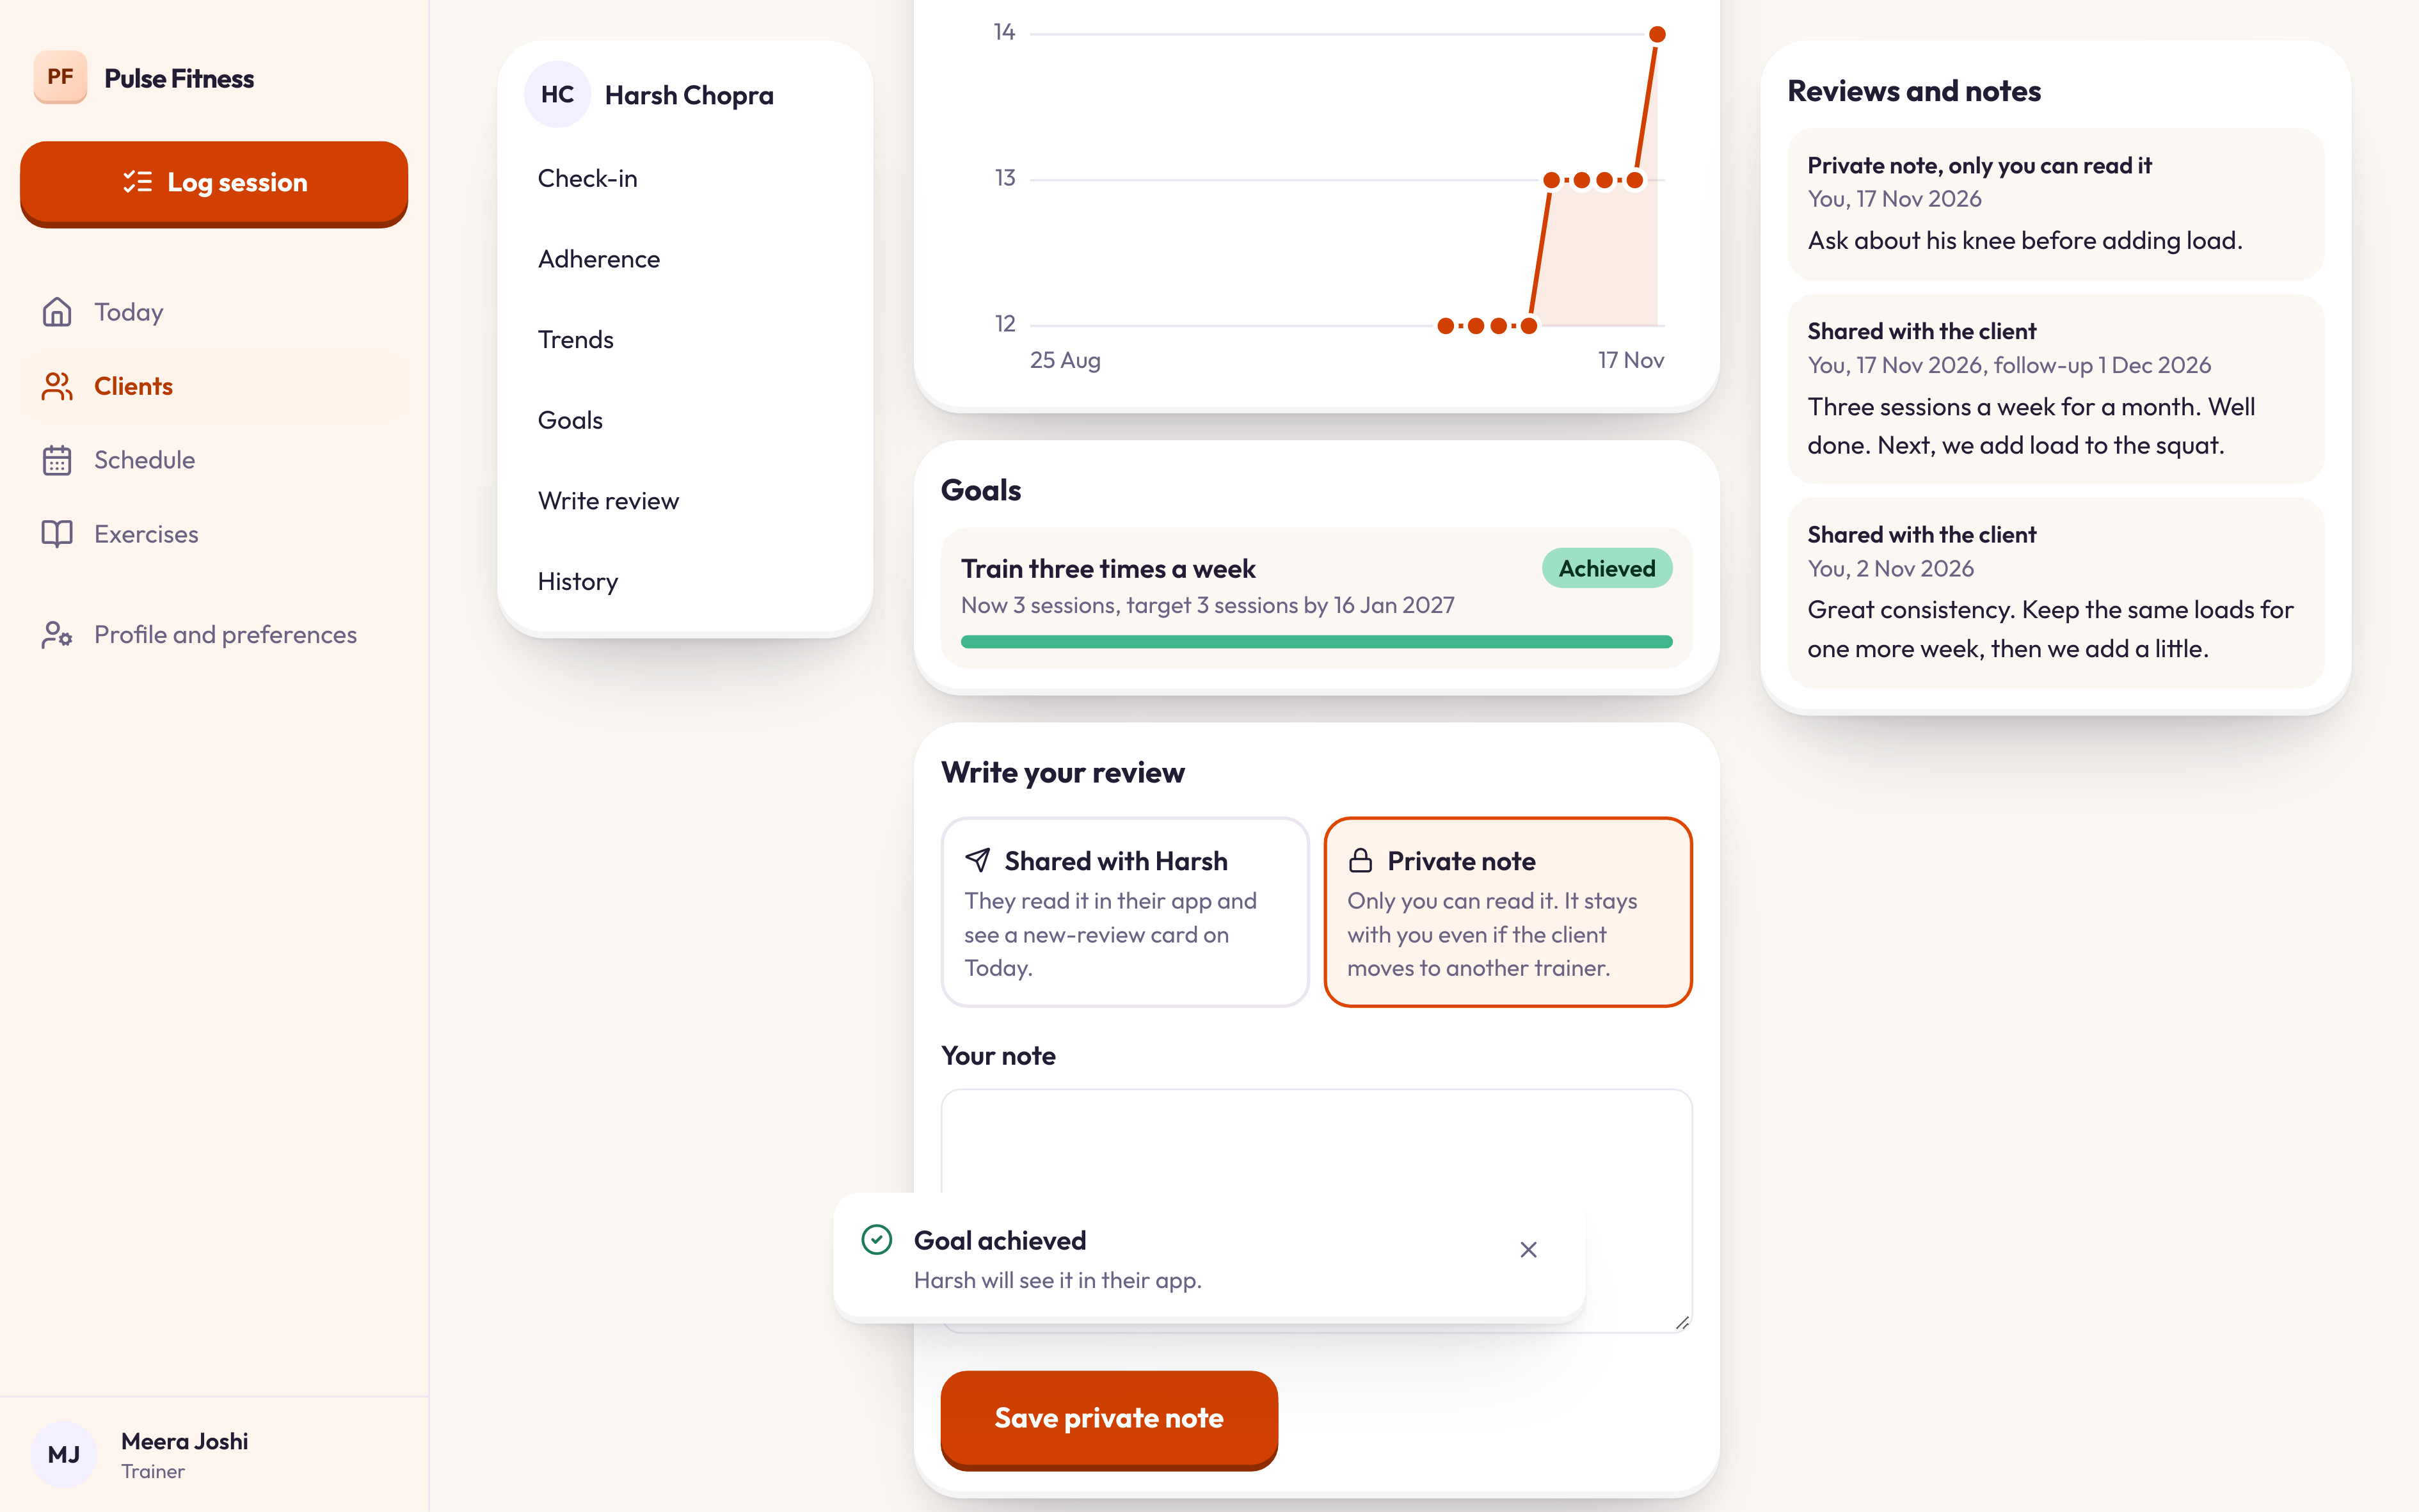 PF
Pulse Fitness
Log session
Today
Clients
Schedule
Exercises
Profile and preferences
MJ
Meera Joshi
Trainer
HC
Harsh Chopra
Check-in
Adherence
Trends
Goals
Write review
History
14
13
12
25 Aug
17 Nov
Goals
Train three times a week
Achieved
Now 3 sessions, target 3 sessions by 16 Jan 2027
Write your review
Shared with Harsh
They read it in their app and
see a new-review card on
Today.
Private note
Only you can read it. It stays
with you even if the client
moves to another trainer.
Your note
Goal achieved
Harsh will see it in their app.
Save private note
Reviews and notes
Private note, only you can read it
You, 17 Nov 2026
Ask about his knee before adding load.
Shared with the client
You, 17 Nov 2026, follow-up 1 Dec 2026
Three sessions a week for a month. Well
done. Next, we add load to the squat.
Shared with the client
You, 2 Nov 2026
Great consistency. Keep the same loads for
one more week, then we add a little.